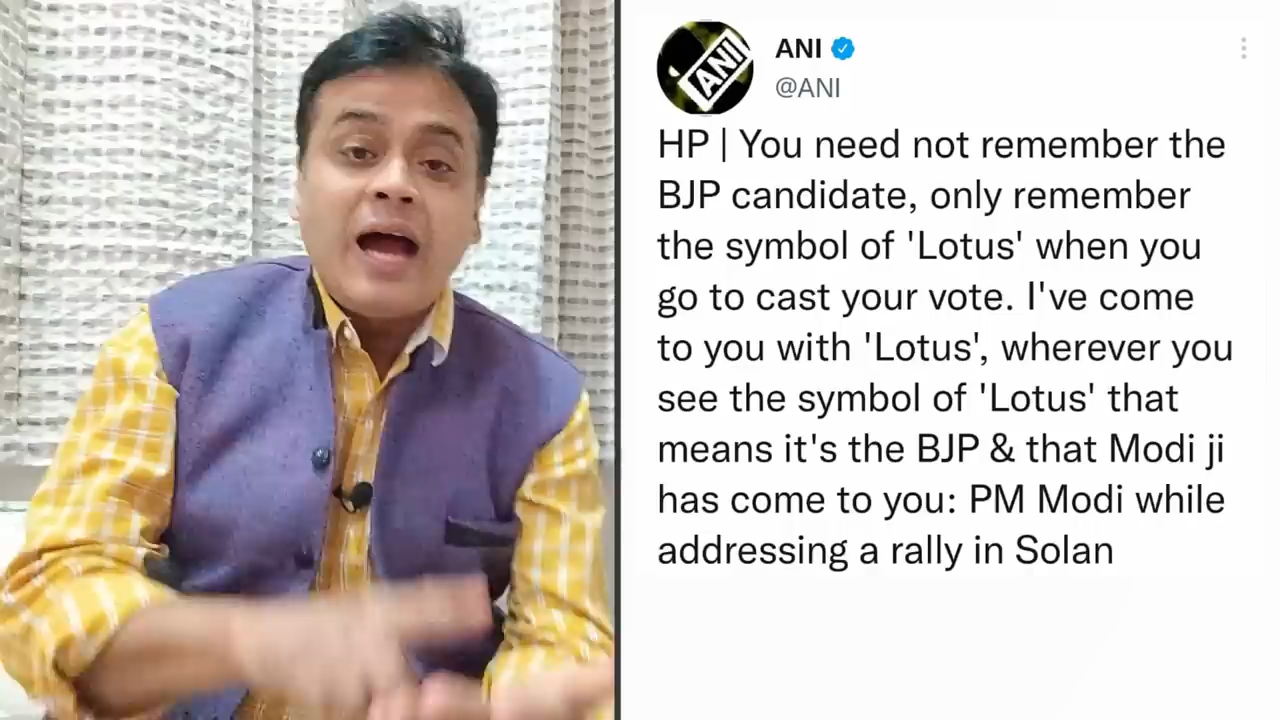 ANI
ANI
@ANI
HP | You need not remember the
BJP candidate, only remember
the symbol of 'Lotus' when you
go to cast your vote. I've come
to you with 'Lotus', wherever you
see the symbol of 'Lotus' that
means it's the BJP & that Modi ji
has come to you: PM Modi while
addressing a rally in Solan